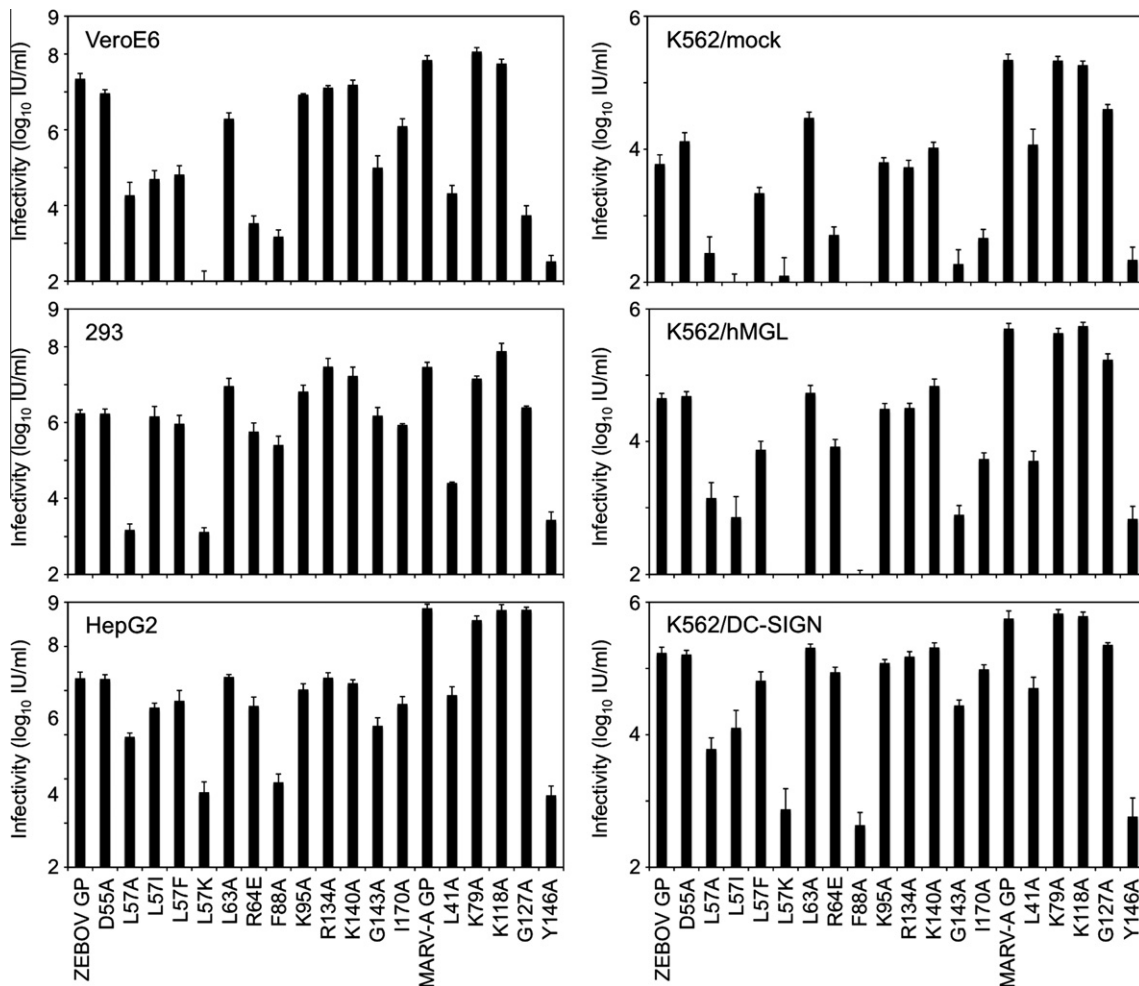 VeroE6
Infectivity (log10 IU/ml)
9
8
6
4
2
K562/mock
Infectivity (log10 IU/ml)
6
4
2
293
Infectivity (log10 IU/ml)
9
8
6
4
2
K562/hMGL
Infectivity (log10 IU/ml)
6
4
2
HepG2
Infectivity (log10 IU/ml)
9
8
6
4
2
K562/DC-SIGN
Infectivity (log10 IU/ml)
6
4
2
ZEBOV GP
D55A
L57A
L57I
L57F
L57K
L63A
R64E
F88A
K95A
R134A
K140A
G143A
I170A
MARV-A GP
L41A
K79A
K118A
G127A
Y146A
ZEBOV GP
D55A
L57A
L57I
L57F
L57K
L63A
R64E
F88A
K95A
R134A
K140A
G143A
I170A
MARV-A GP
L41A
K79A
K118A
G127A
Y146A